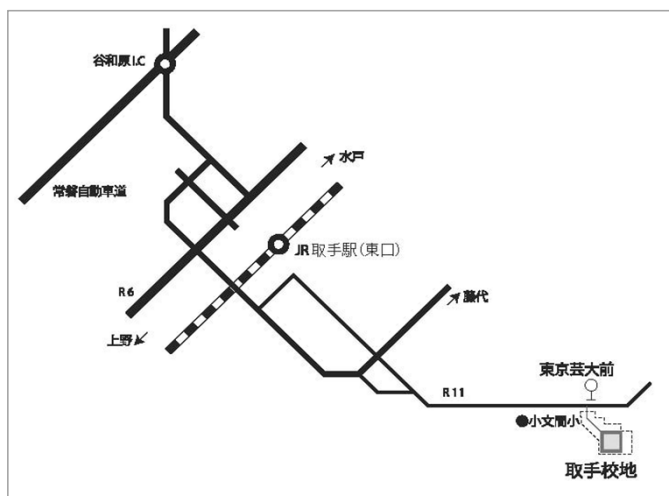 谷和原I.C
水戸
常磐自動車道
JR取手駅(東口)
R6
藤代
上野
東京芸大前
R11
小文間小
取手校地